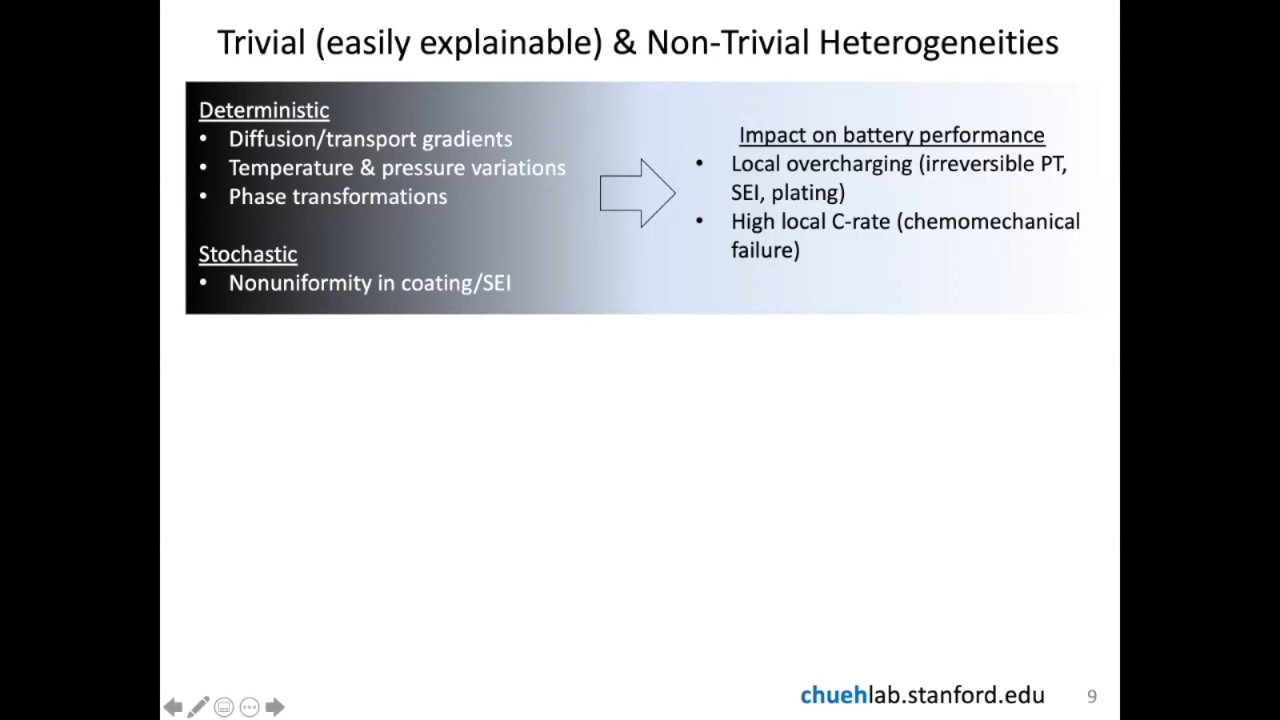 Trivial (easily explainable) & Non-Trivial Heterogeneities
Deterministic
• Diffusion/transport gradients
• Temperature & pressure variations
• Phase transformations
Stochastic
• Nonuniformity in coating/SEI
Impact on battery performance
• Local overcharging (irreversible PT,
SEI, plating)
• High local C-rate (chemomechanical
failure)
chuehlab.stanford.edu
9